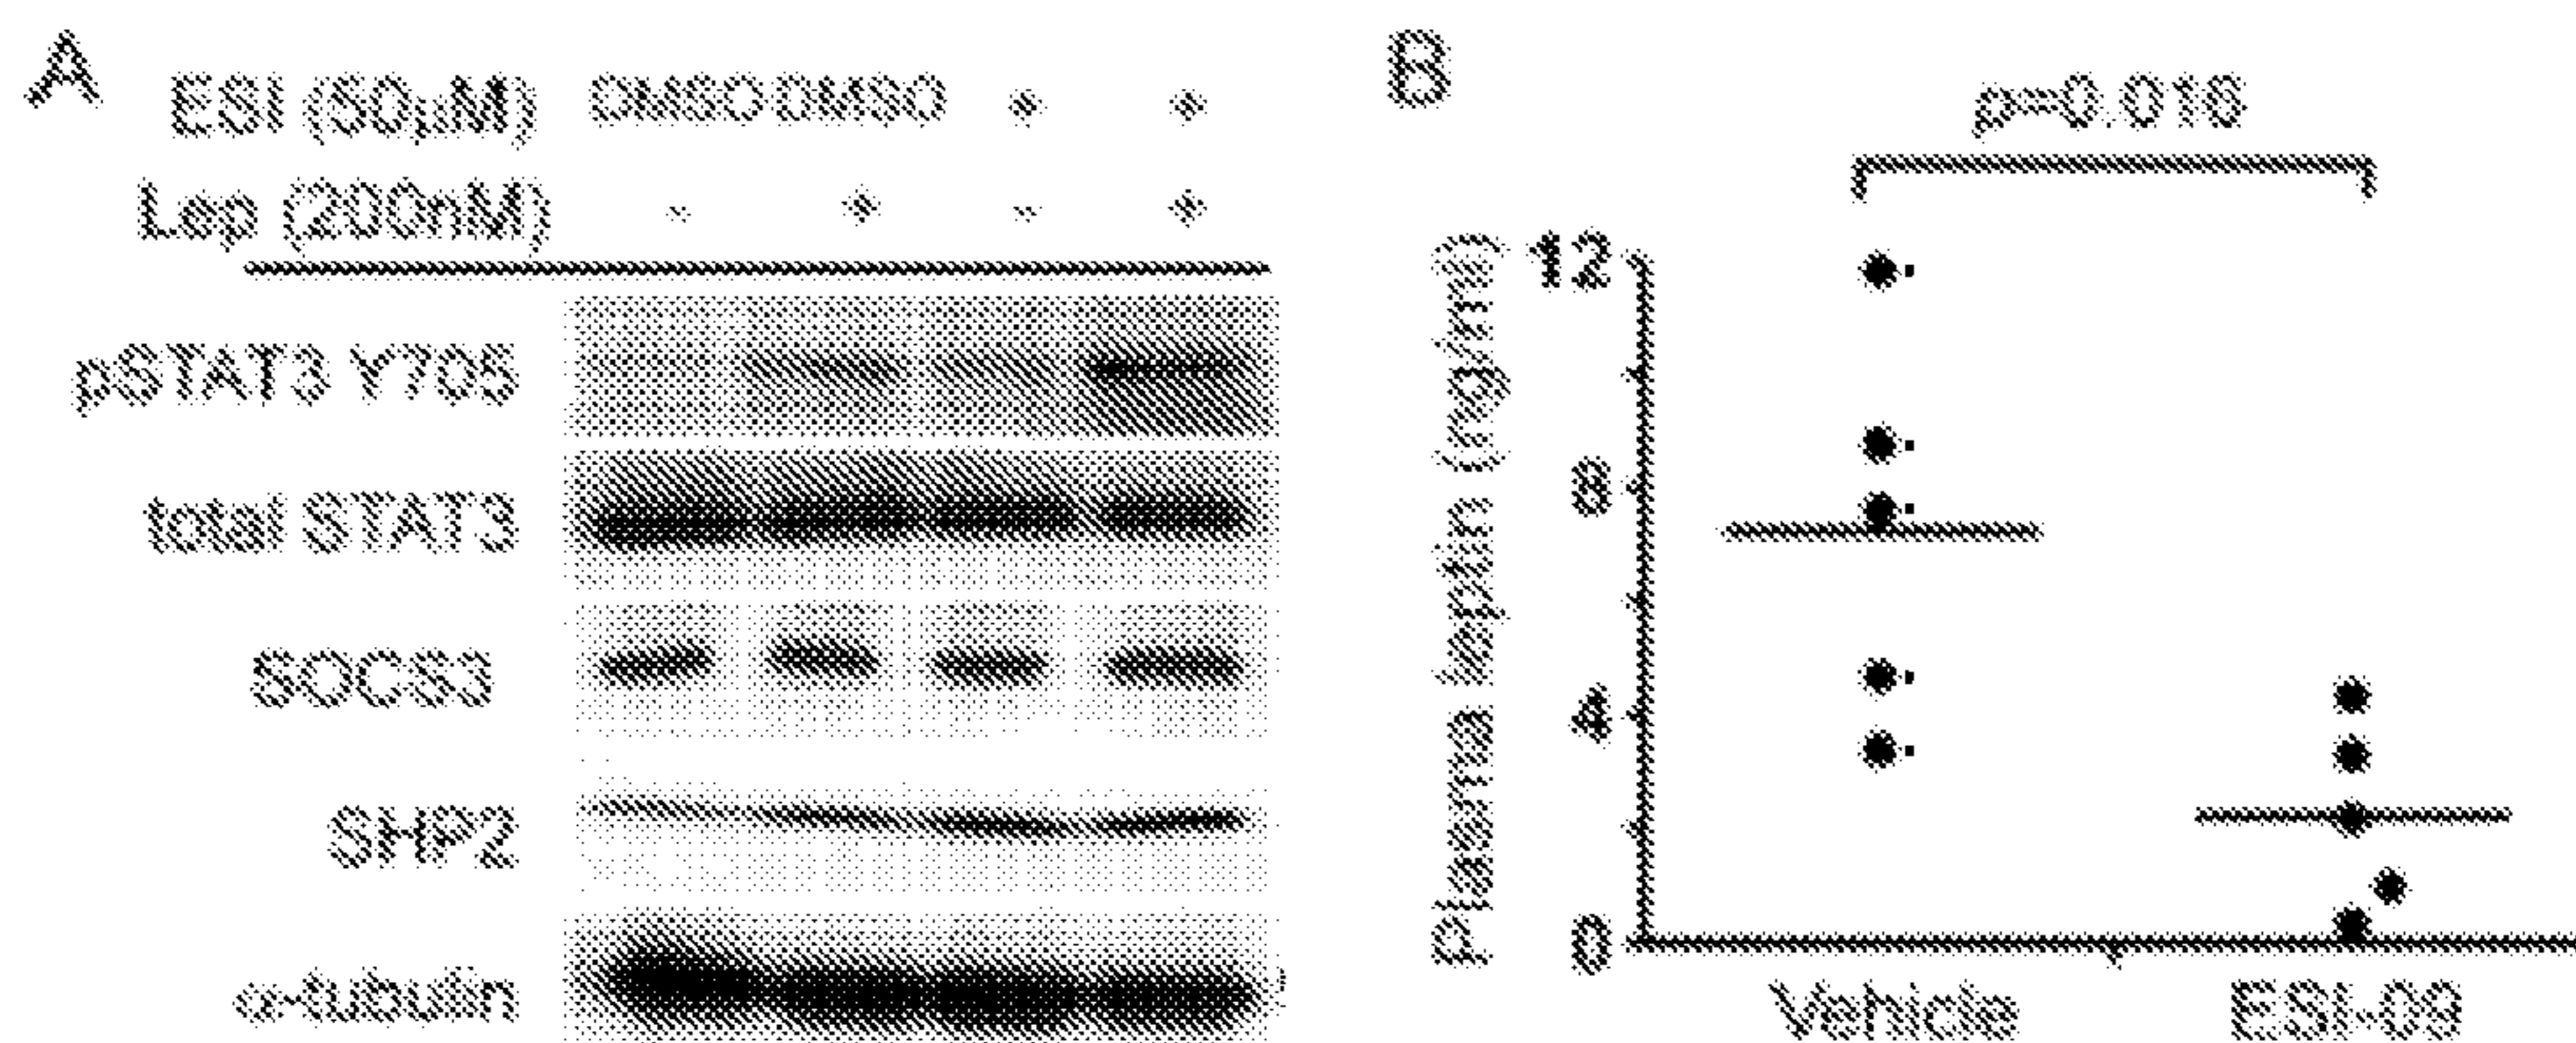 A
ESI (50μM) DMSO DMSO + +
Lep (200nM) - + - +
pSTAT3 Y705
total STAT3
SOCS3
SHP2
α-tubulin
B
p=0.016
Plasma leptin (ng/ml)
12
8
4
0
Vehicle ESI-09